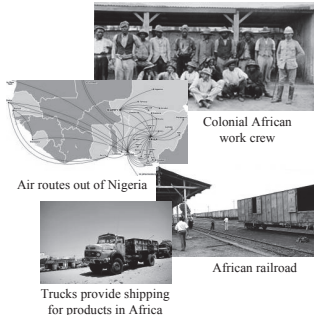 Colonial African
work crew
Air routes out of Nigeria
African railroad
Trucks provide shipping
for products in Africa